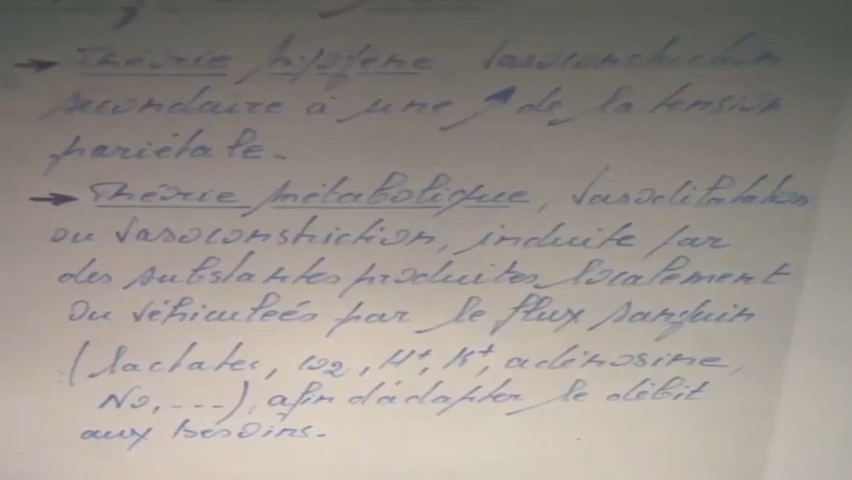 → Théorie myogène, Vasoconstriction
secondaire à une ↗ de la tension
pariétale.
→ Théorie métabolique, Vasodilatation
ou Vasoconstriction, induite par
des substantes produites localement
ou véhiculées par le flux sanguin
(lactates, CO2, H+, K+, adénosine,
NO, ---), afin d'adapter le débit
aux besoins.